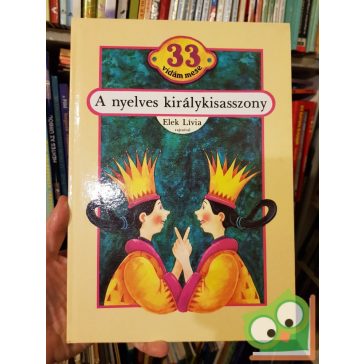 33
vidám mese
A nyelves királykisasszony
Elek Lívia
rajzaival